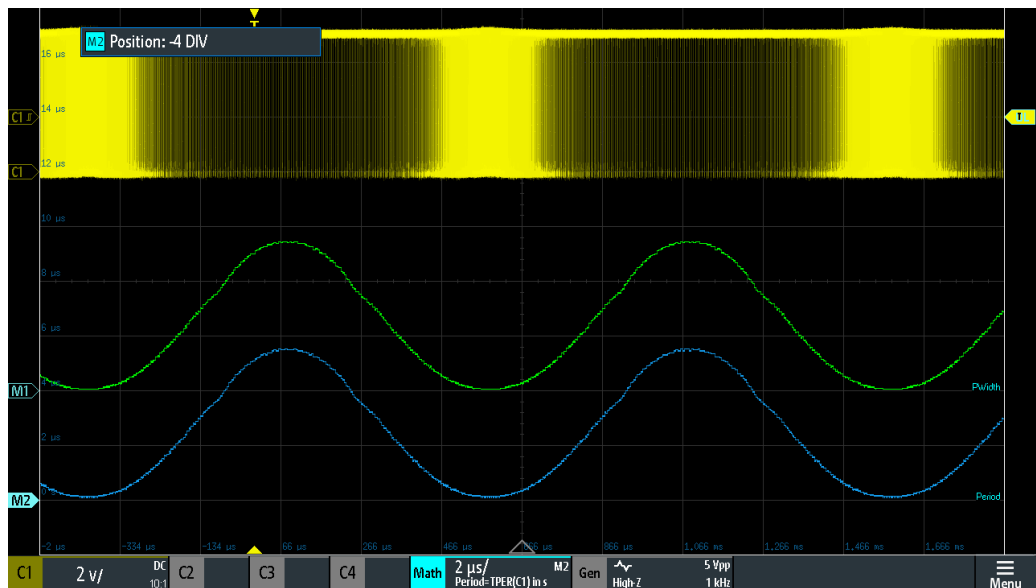 T
M2 Position: -4 DIV
16 µs
C1
14 µs
T
12 µs
C1
10 µs
8 µs
6 µs
4 µs
M1
PWidth
2 µs
M2
Period
-2 µs
-334 µs
-134 µs
66 µs
266 µs
466 µs
866 µs
1,066 ms
1,266 ms
1,466 ms
1,666 ms
C1
2 v/
DC
10:1
C2
C3
C4
Math
2 µs/
M2
Period=TPER(C1) in s
Gen
High-Z
5 Vpp
1 kHz
Menu